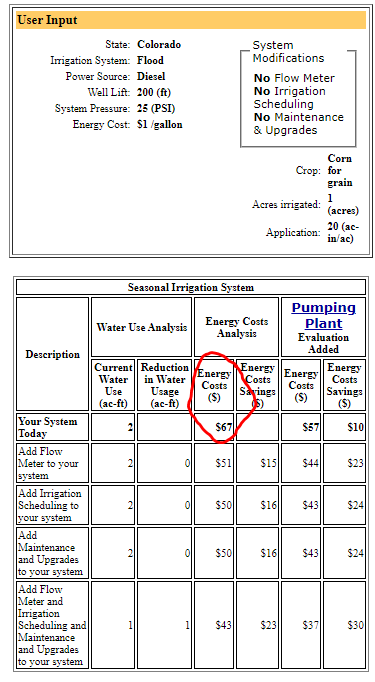 User Input
State: Colorado
Irrigation System: Flood
Power Source: Diesel
Well Lift: 200 (ft)
System Pressure: 25 (PSI)
Energy Cost: $1 /gallon
System
Modifications
No Flow Meter
No Irrigation
Scheduling
No Maintenance
& Upgrades
Crop: Corn
for
grain
Acres irrigated: 1
(acres)
Application: 20 (ac-
in/ac)
Seasonal Irrigation System
Description
Water Use Analysis
Energy Costs
Analysis
Pumping
Plant
Evaluation
Added
Current
Water
Use
(ac-ft)
Reduction
in Water
Usage
(ac-ft)
Energy
Costs
($)
Energy
Costs
Savings
($)
Energy
Costs
($)
Energy
Costs
Savings
($)
Your System
Today
2 $67 $57 $10
Add Flow
Meter to your
system
2 0 $51 $15 $44 $23
Add Irrigation
Scheduling to
your system
2 0 $50 $16 $43 $24
Add
Maintenance
and Upgrades
to your system
2 0 $50 $16 $43 $24
Add Flow
Meter and
Irrigation
Scheduling and
Maintenance
and Upgrades
to your system
1 1 $43 $23 $37 $30